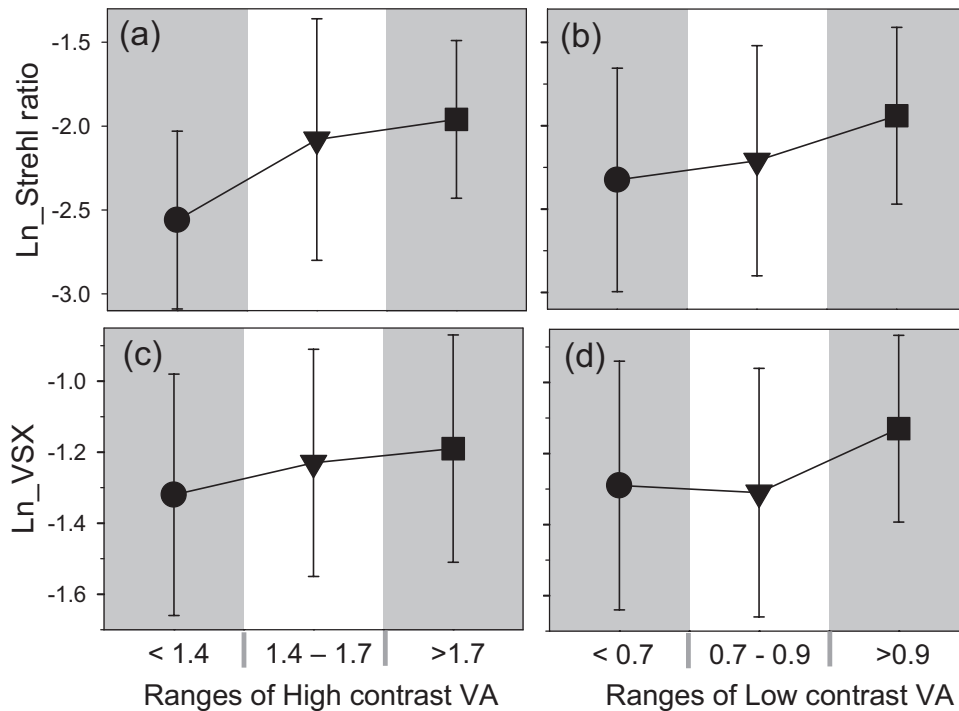 (a)
(b)
Ln_Strehl ratio
-1.5
-2.0
-2.5
-3.0
(c)
(d)
Ln_VSX
-1.0
-1.2
-1.4
-1.6
< 1.4
1.4 – 1.7
>1.7
< 0.7
0.7 - 0.9
>0.9
Ranges of High contrast VA
Ranges of Low contrast VA